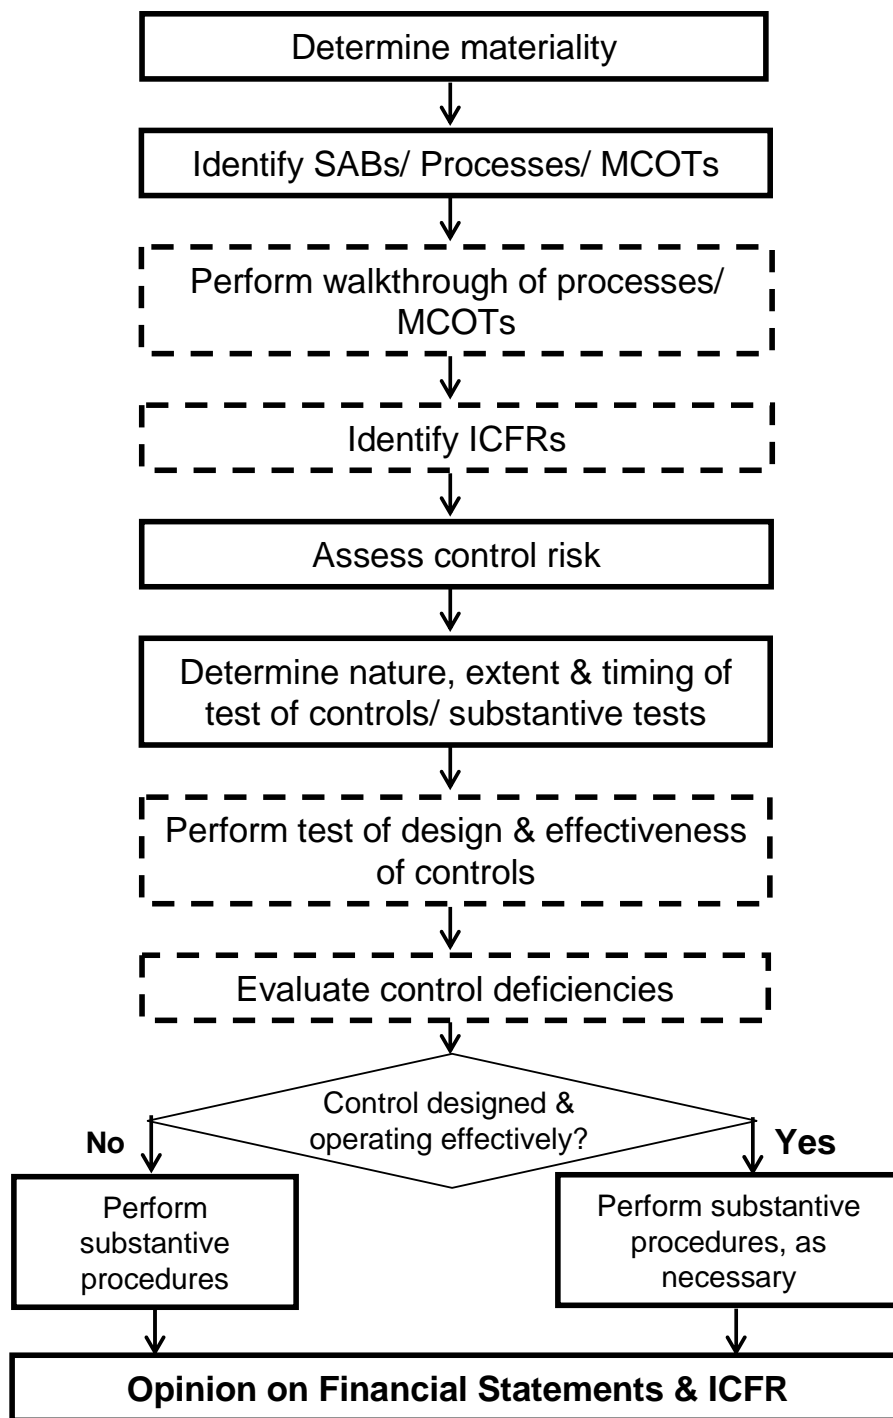 Determine materiality
Identify SABs/ Processes/ MCOTs
Perform walkthrough of processes/
MCOTs
Identify ICFRs
Assess control risk
Determine nature, extent & timing of
test of controls/ substantive tests
Perform test of design & effectiveness
of controls
Evaluate control deficiencies
Control designed &
operating effectively?
No
Yes
Perform
substantive
procedures
Perform substantive
procedures, as
necessary
Opinion on Financial Statements & ICFR